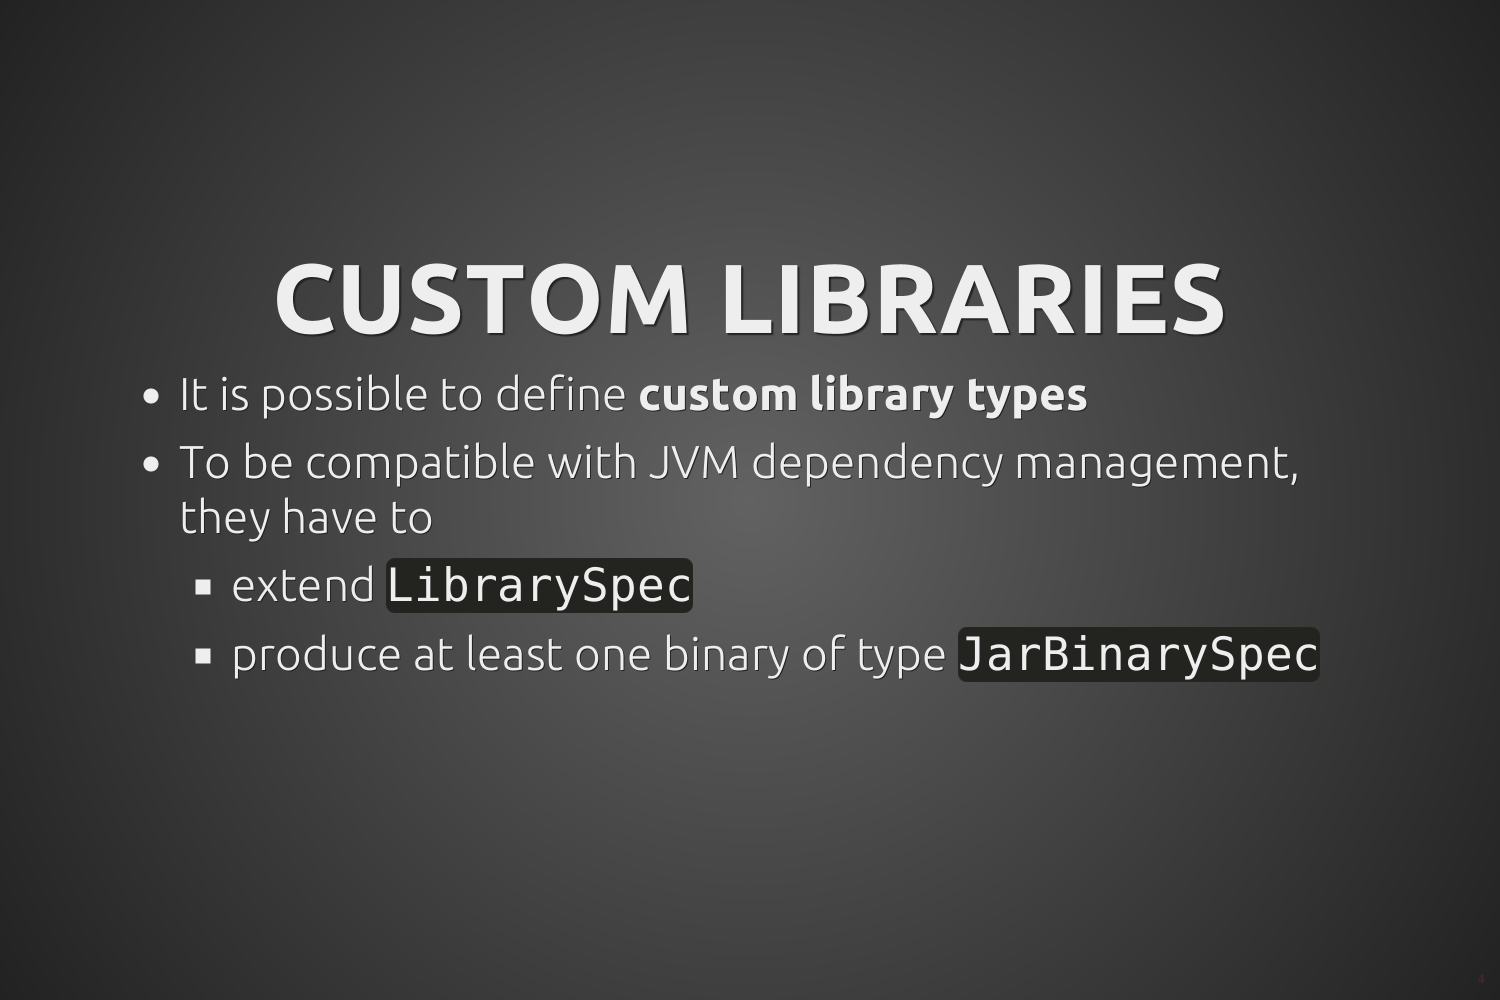 CUSTOM LIBRARIES
It is possible to define custom library types
To be compatible with JVM dependency management,
they have to
extend LibrarySpec
produce at least one binary of type JarBinarySpec
4